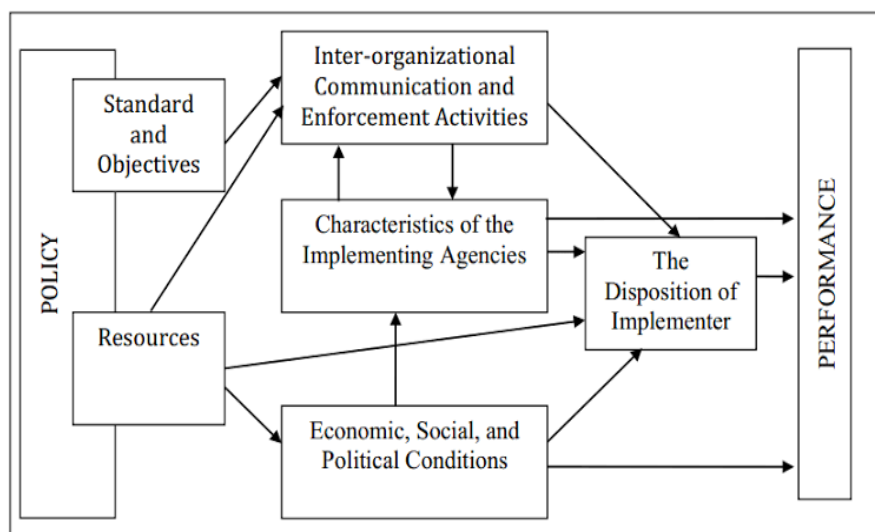 POLICY
Standard
and
Objectives
Resources
Inter-organizational
Communication and
Enforcement Activities
Characteristics of the
Implementing Agencies
Economic, Social, and
Political Conditions
The
Disposition of
Implementer
PERFORMANCE